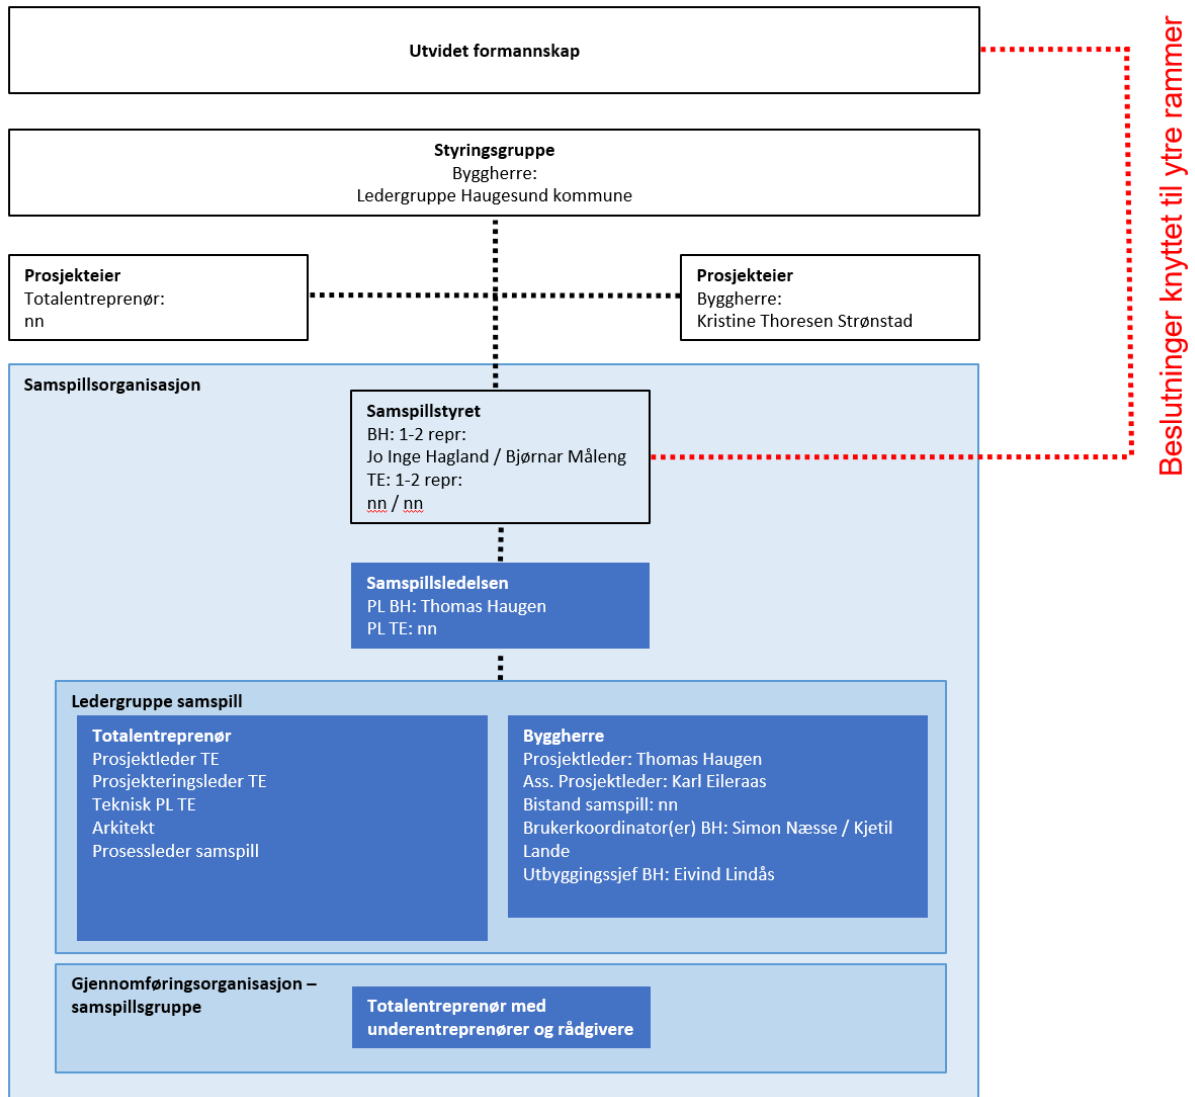 Utvidet formannskap
Styringsgruppe
Byggherre:
Ledergruppe Haugesund kommune
Prosjekteier
Totalentreprenør:
nn
Prosjekteier
Byggherre:
Kristine Thoresen Strønstad
Beslutninger knyttet til ytre rammer
Samspillsorganisasjon
Samspillstyret
BH: 1-2 repr:
Jo Inge Hagland / Bjørnar Måleng
TE: 1-2 repr:
nn / nn
Samspillsledelsen
PL BH: Thomas Haugen
PL TE: nn
Ledergruppe samspill
Totalentreprenør
Prosjektleder TE
Prosjekteringsleder TE
Teknisk PL TE
Arkitekt
Prosessleder samspill
Byggherre
Prosjektleder: Thomas Haugen
Ass. Prosjektleder: Karl Eileraas
Bistand samspill: nn
Brukerkoordinator(er) BH: Simon Næsse / Kjetil
Lande
Utbyggingssjef BH: Eivind Lindås
Gjennomføringsorganisasjon –
samspillsgruppe
Totalentreprenør med
underentreprenører og rådgivere